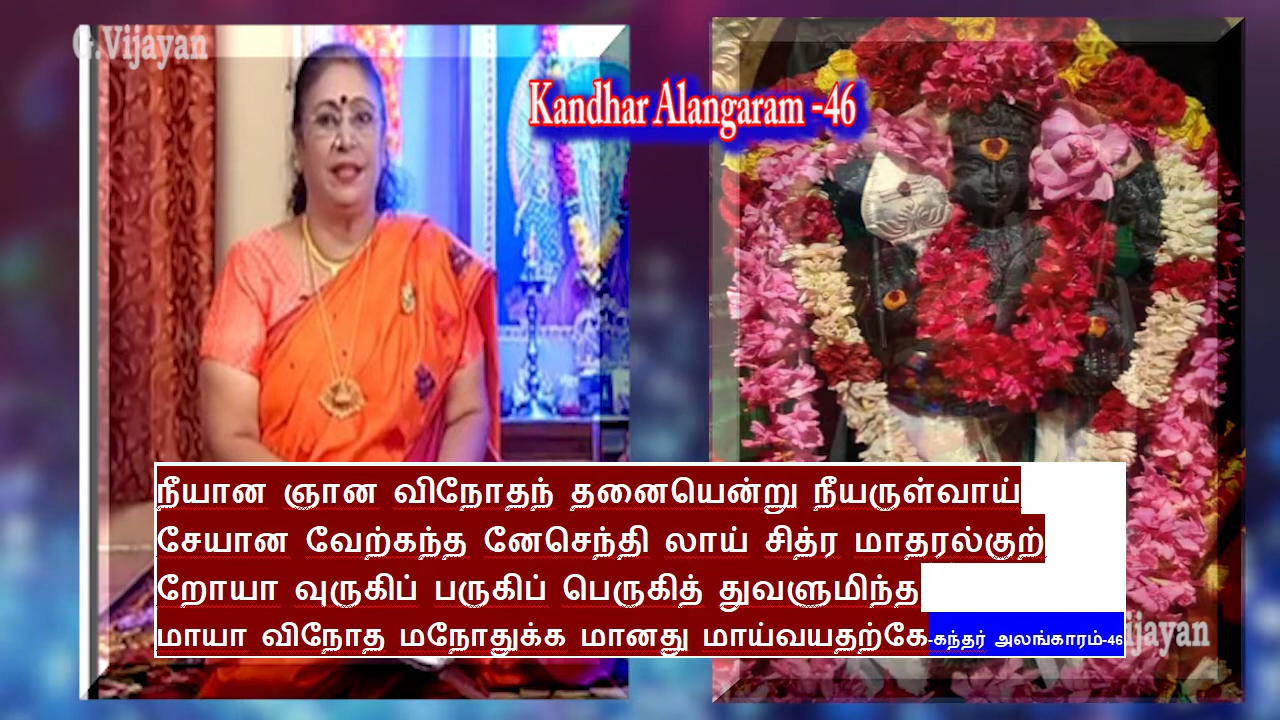 G.Vijayan
Kandhar Alangaram -46
நீயான ஞான விநோதந் தனையென்று நீயருள்வாய்
சேயான வேற்கந்த னேசெந்தி லாய் சித்ர மாதரல்குற்
றோயா வுருகிப் பருகிப் பெருகித் துவளுமிந்த
மாயா விநோத மநோதுக்க மானது மாய்வயதற்கே-கந்தர் அலங்காரம்-46
ijayan